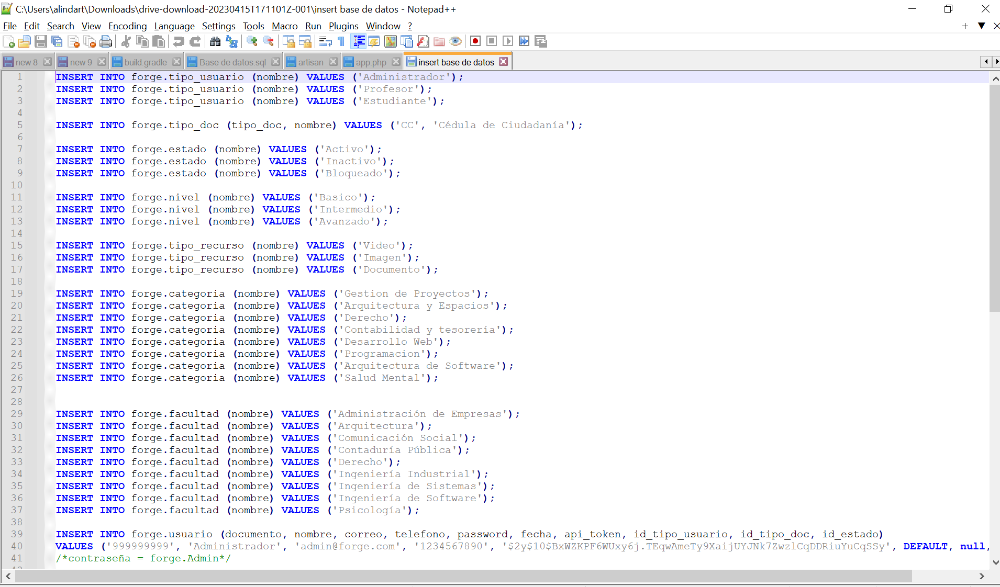 C:\Users\alindart\Downloads\drive-download-20230415T171101Z-001\insert base de datos - Notepad++
File Edit Search View Encoding Language Settings Tools Macro Run Plugins Window ?
new 8 new 9 build.gradle Base de datos.sql artisan app.php insert base de datos
1 INSERT INTO forge.tipo_usuario (nombre) VALUES ('Administrador');
2 INSERT INTO forge.tipo_usuario (nombre) VALUES ('Profesor');
3 INSERT INTO forge.tipo_usuario (nombre) VALUES ('Estudiante');
4
5 INSERT INTO forge.tipo_doc (tipo_doc, nombre) VALUES ('CC', 'Cédula de Ciudadanía');
6
7 INSERT INTO forge.estado (nombre) VALUES ('Activo');
8 INSERT INTO forge.estado (nombre) VALUES ('Inactivo');
9 INSERT INTO forge.estado (nombre) VALUES ('Bloqueado');
10
11 INSERT INTO forge.nivel (nombre) VALUES ('Basico');
12 INSERT INTO forge.nivel (nombre) VALUES ('Intermedio');
13 INSERT INTO forge.nivel (nombre) VALUES ('Avanzado');
14
15 INSERT INTO forge.tipo_recurso (nombre) VALUES ('Video');
16 INSERT INTO forge.tipo_recurso (nombre) VALUES ('Imagen');
17 INSERT INTO forge.tipo_recurso (nombre) VALUES ('Documento');
18
19 INSERT INTO forge.categoria (nombre) VALUES ('Gestion de Proyectos');
20 INSERT INTO forge.categoria (nombre) VALUES ('Arquitectura y Espacios');
21 INSERT INTO forge.categoria (nombre) VALUES ('Derecho');
22 INSERT INTO forge.categoria (nombre) VALUES ('Contabilidad y tesorería');
23 INSERT INTO forge.categoria (nombre) VALUES ('Desarrollo Web');
24 INSERT INTO forge.categoria (nombre) VALUES ('Programacion');
25 INSERT INTO forge.categoria (nombre) VALUES ('Arquitectura de Software');
26 INSERT INTO forge.categoria (nombre) VALUES ('Salud Mental');
27
28
29 INSERT INTO forge.facultad (nombre) VALUES ('Administración de Empresas');
30 INSERT INTO forge.facultad (nombre) VALUES ('Arquitectura');
31 INSERT INTO forge.facultad (nombre) VALUES ('Comunicación Social');
32 INSERT INTO forge.facultad (nombre) VALUES ('Contaduría Pública');
33 INSERT INTO forge.facultad (nombre) VALUES ('Derecho');
34 INSERT INTO forge.facultad (nombre) VALUES ('Ingeniería Industrial');
35 INSERT INTO forge.facultad (nombre) VALUES ('Ingeniería de Sistemas');
36 INSERT INTO forge.facultad (nombre) VALUES ('Ingeniería de Software');
37 INSERT INTO forge.facultad (nombre) VALUES ('Psicología');
38
39 INSERT INTO forge.usuario (documento, nombre, correo, telefono, password, fecha, api_token, id_tipo_usuario, id_tipo_doc, id_estado)
40 VALUES ('999999999', 'Administrador', 'admin@forge.com', '1234567890', '$2y$10$BxWZKPF6WUxy6j.TEqwAmeTy9XaijUYJNk7ZwzlCqDDRiuYuCqSSy', DEFAULT, null,
41 /*contraseña = forge.Admin*/